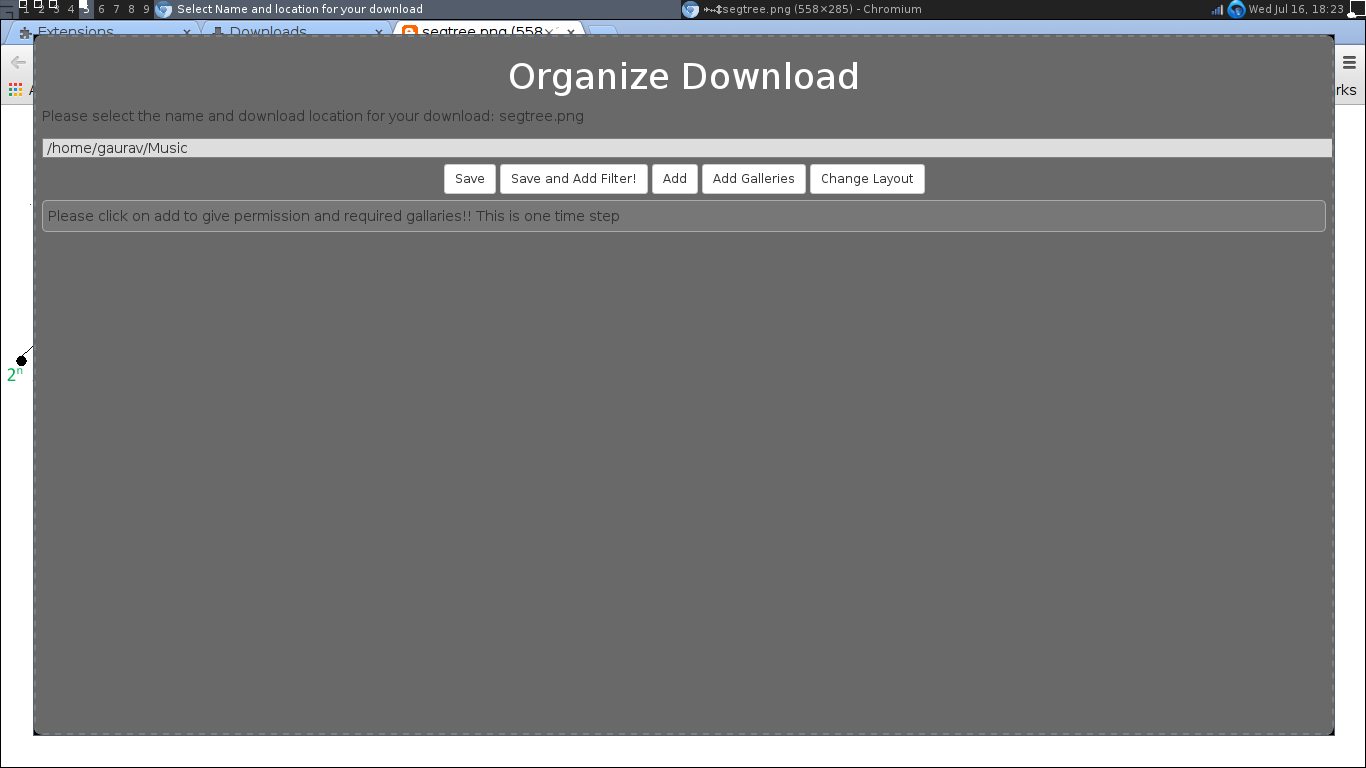 1 2 3 4 5 6 7 8 9 Select Name and location for your download segtree.png (558×285) - Chromium Wed Jul 16, 18:23
Extensions × Downloads × segtree.png (558× ×
rks
Organize Download
Please select the name and download location for your download: segtree.png
/home/gaurav/Music
Save Save and Add Filter! Add Add Galleries Change Layout
Please click on add to give permission and required gallaries!! This is one time step
2ⁿ